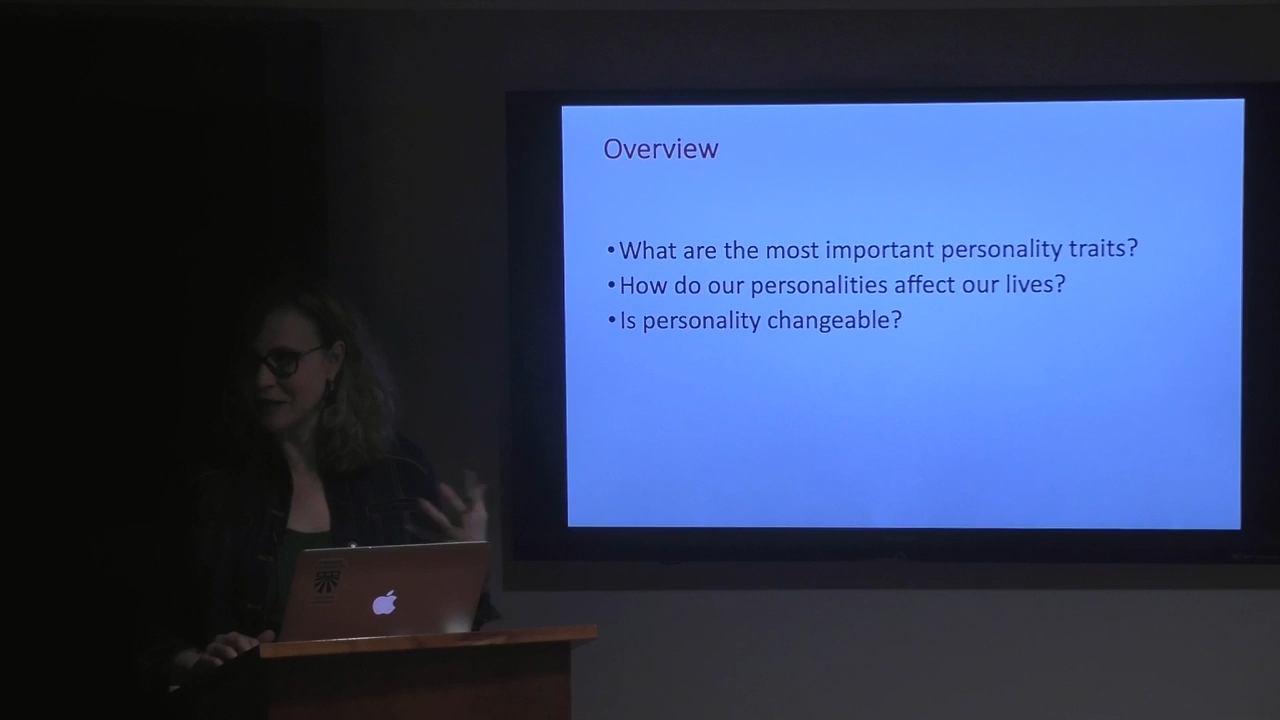 Overview
•What are the most important personality traits?
•How do our personalities affect our lives?
•Is personality changeable?